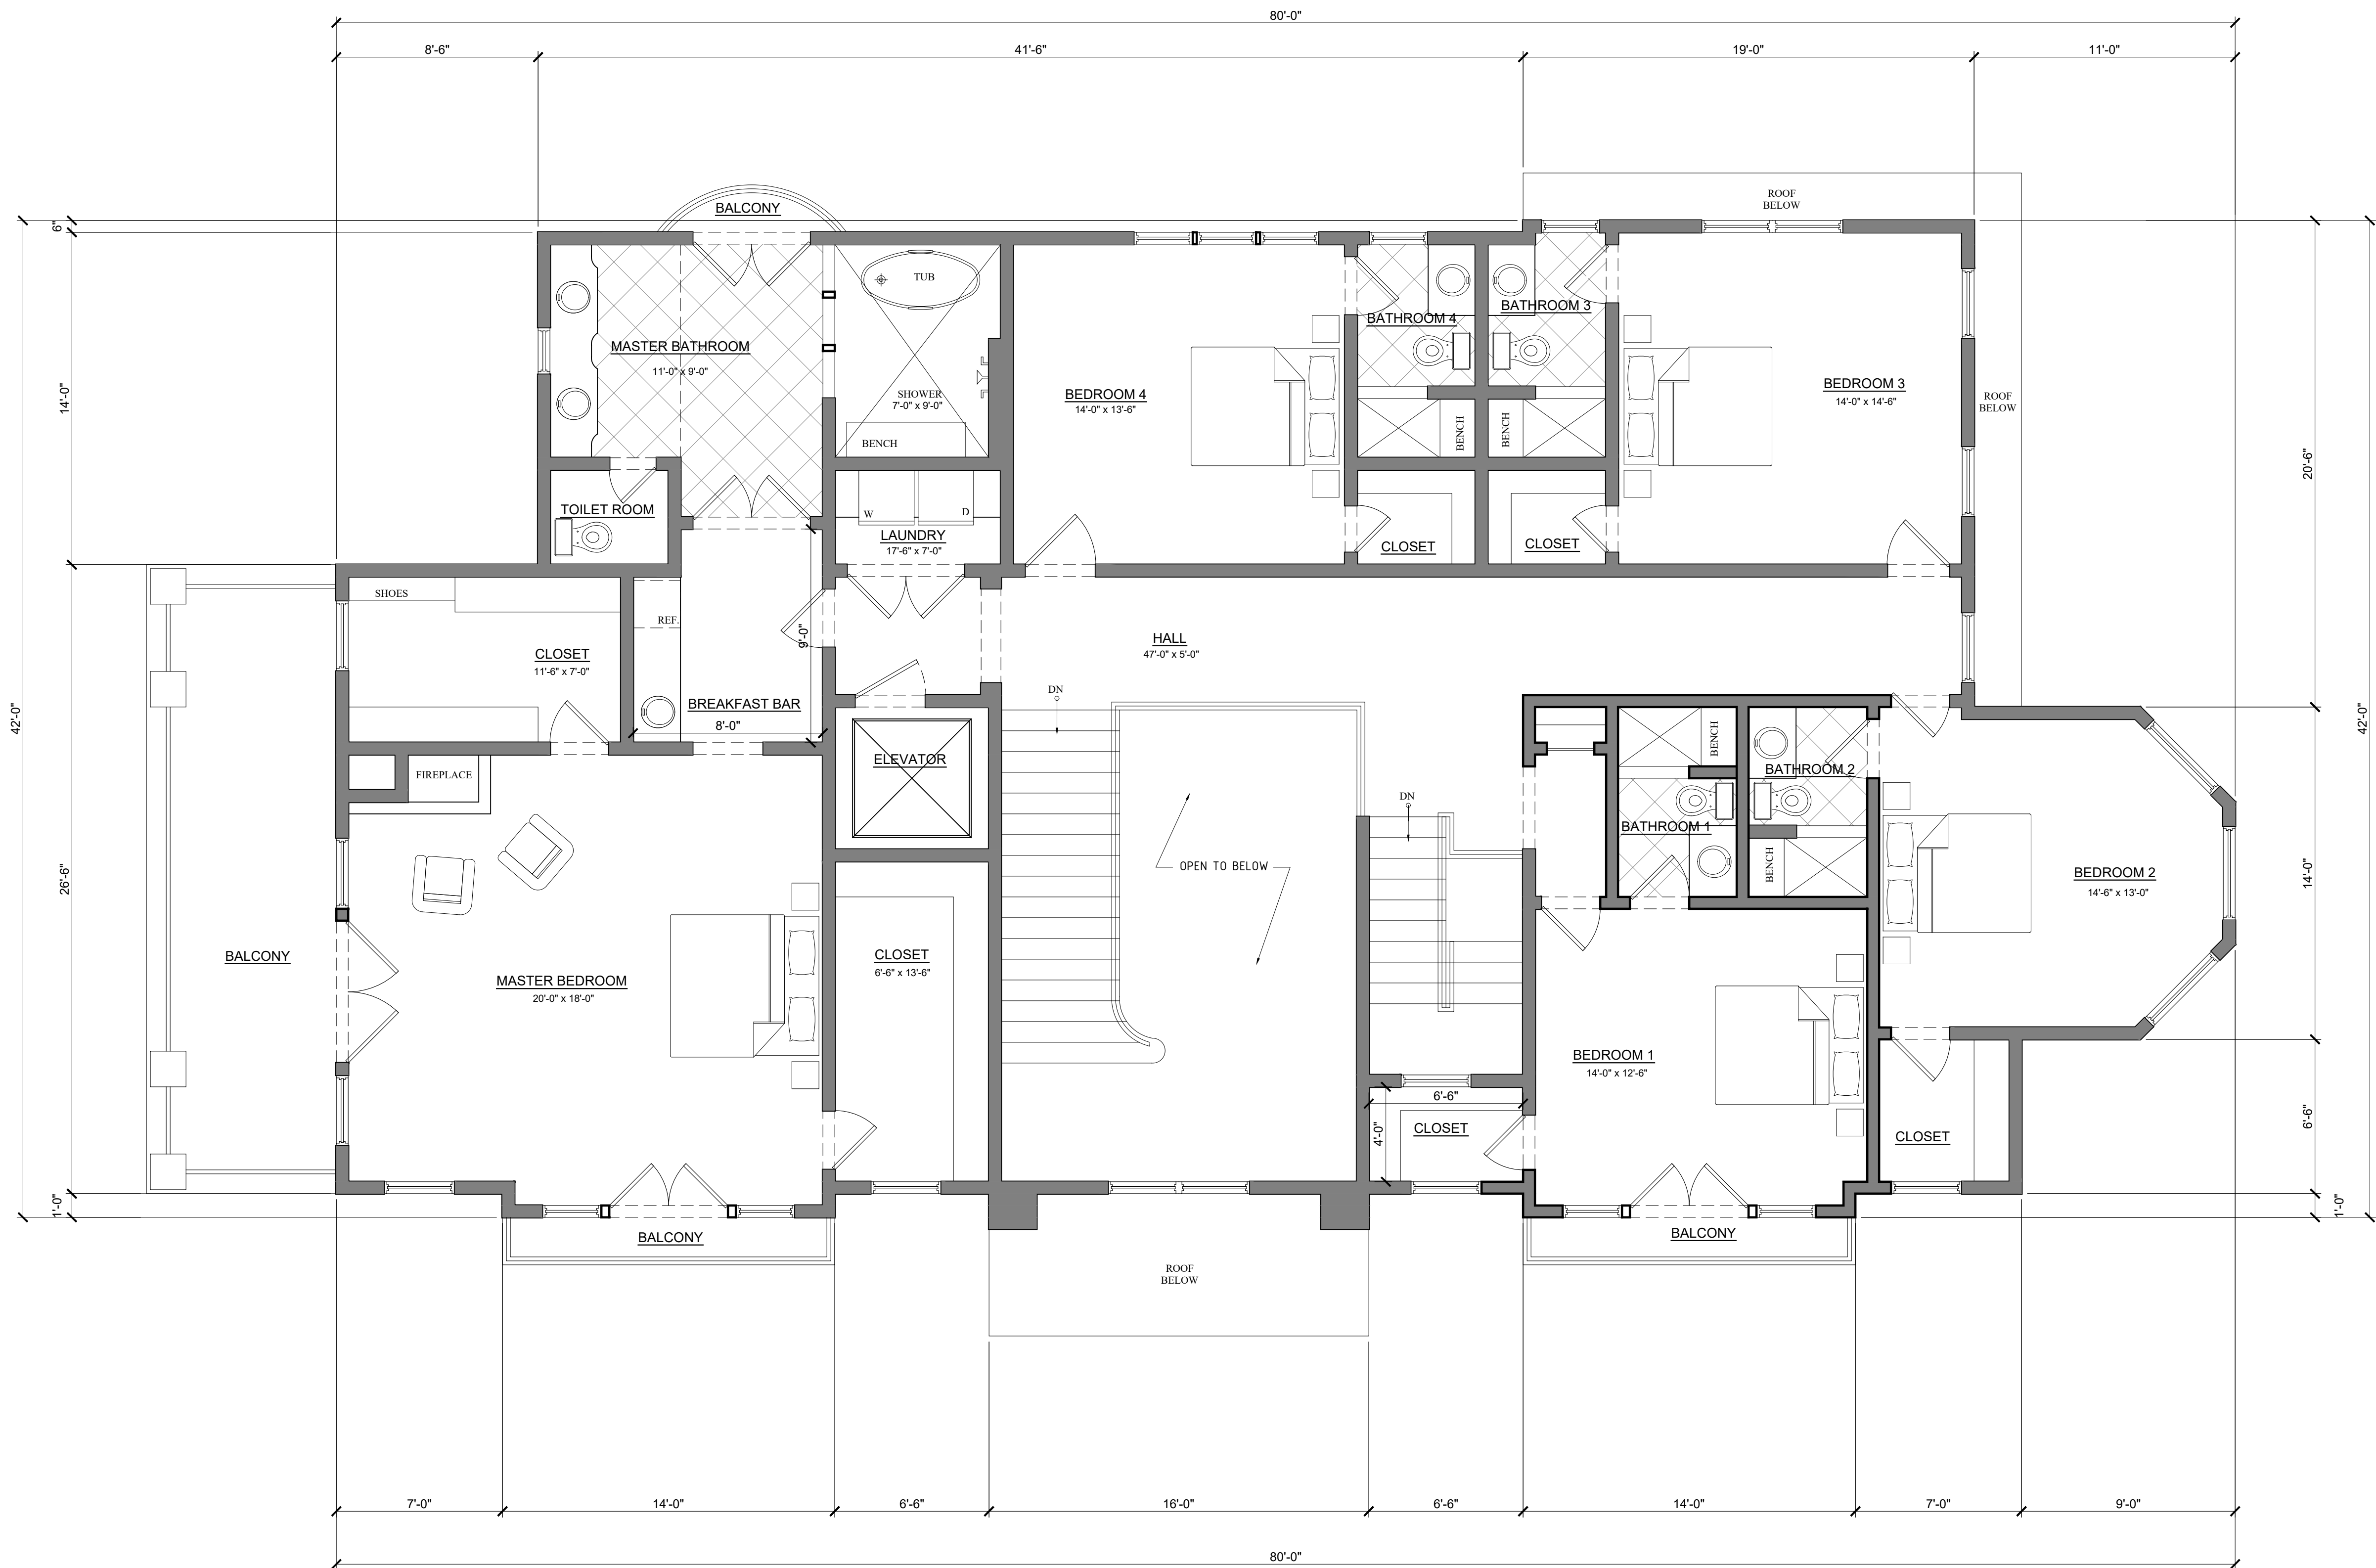 80'-0"
8'-6"
41'-6"
19'-0"
11'-0"
ROOF
BELOW
BALCONY
6"
TUB
BATHROOM 3
BATHROOM 4
MASTER BATHROOM
11'-0" x 9'-0"
BEDROOM 3
14'-0" x 14'-6"
14'-0"
SHOWER
7'-0" x 9'-0"
BEDROOM 4
14'-0" x 13'-6"
ROOF
BELOW
BENCH
BENCH
BENCH
20'-6"
TOILET ROOM
W
D
LAUNDRY
17'-6" x 7'-0"
CLOSET
CLOSET
SHOES
REF.
9'-0"
HALL
47'-0" x 5'-0"
CLOSET
11'-6" x 7'-0"
DN
BREAKFAST BAR
8'-0"
42'-0"
42'-0"
BENCH
ELEVATOR
FIREPLACE
BATHROOM 2
DN
BATHROOM 1
OPEN TO BELOW
BENCH
BEDROOM 2
14'-6" x 13'-0"
14'-0"
26'-6"
BALCONY
CLOSET
6'-6" x 13'-6"
MASTER BEDROOM
20'-0" x 18'-0"
BEDROOM 1
14'-0" x 12'-6"
6'-6"
4'-0"
CLOSET
CLOSET
6'-6"
1'-0"
1'-0"
BALCONY
BALCONY
ROOF
BELOW
7'-0"
14'-0"
6'-6"
16'-0"
6'-6"
14'-0"
7'-0"
9'-0"
80'-0"